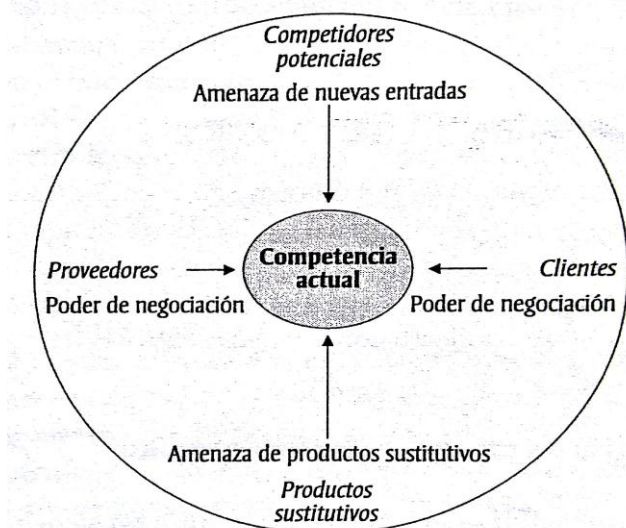 Competidores
potenciales
Amenaza de nuevas entradas
Competencia
actual
Proveedores
Poder de negociación
Clientes
Poder de negociación
Amenaza de productos sustitutivos
Productos
sustitutivos